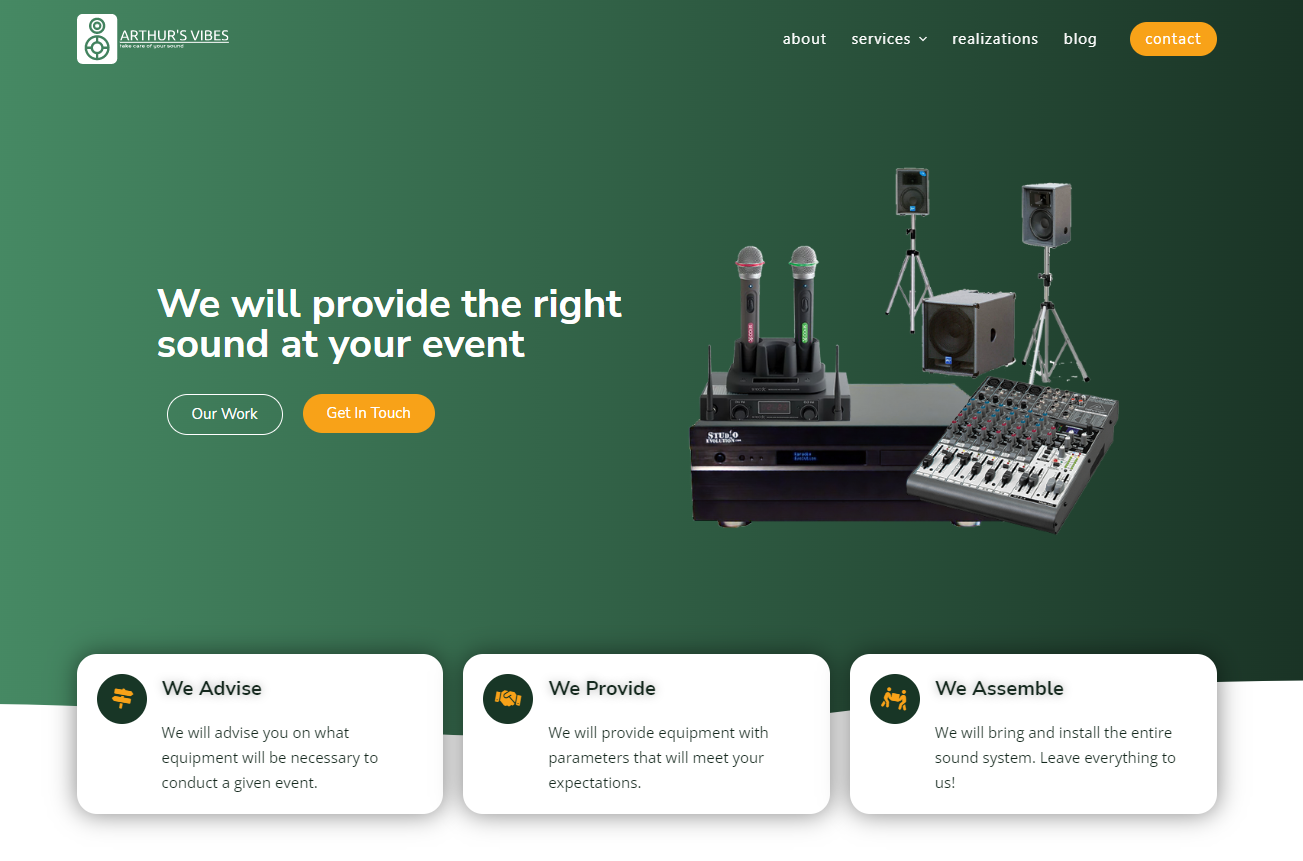 ARTHUR'S VIBES
take care of your sound
about services realizations blog contact
We will provide the right
sound at your event
Our Work Get In Touch
STUDIO
EVOLUTION.com
We Advise
We will advise you on what
equipment will be necessary to
conduct a given event.
We Provide
We will provide equipment with
parameters that will meet your
expectations.
We Assemble
We will bring and install the entire
sound system. Leave everything to
us!